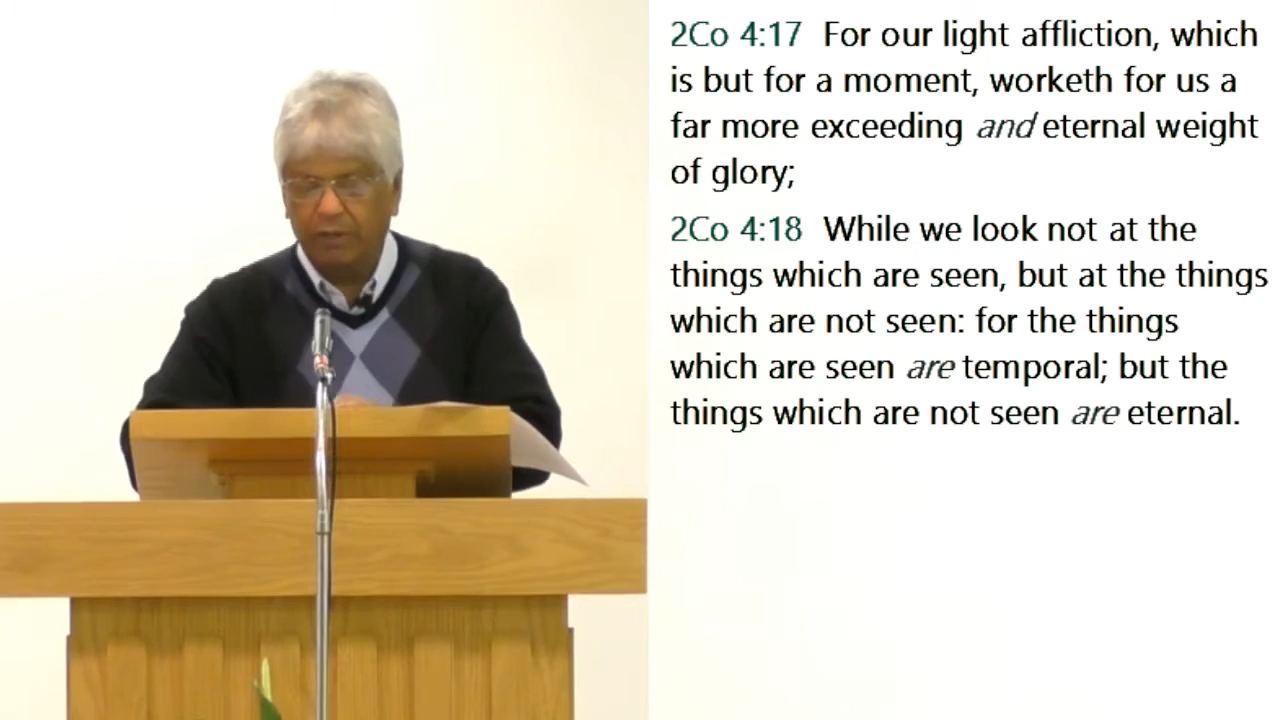 2Co 4:17 For our light affliction, which
is but for a moment, worketh for us a
far more exceeding and eternal weight
of glory;
2Co 4:18 While we look not at the
things which are seen, but at the things
which are not seen: for the things
which are seen are temporal; but the
things which are not seen are eternal.